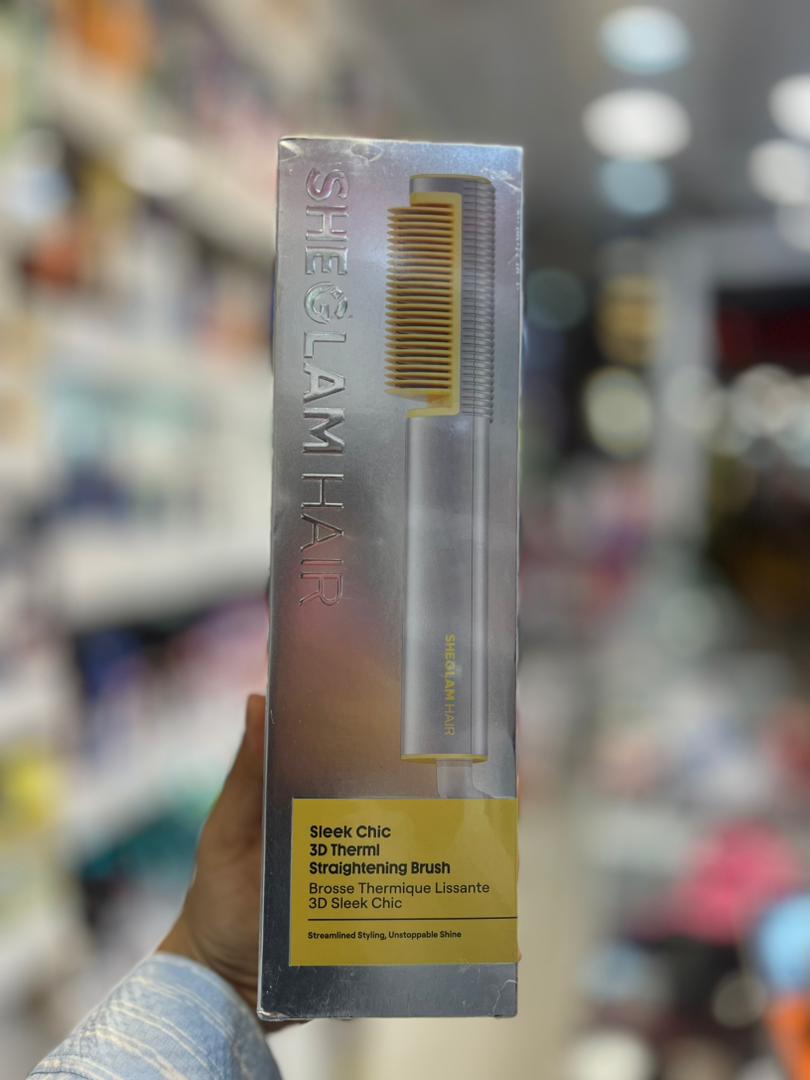 SHEGLAM HAIR
SHEGLAM HAIR
Sleek Chic
3D Therml
Straightening Brush
Brosse Thermique Lissante
3D Sleek Chic
Streamlined Styling, Unstoppable Shine